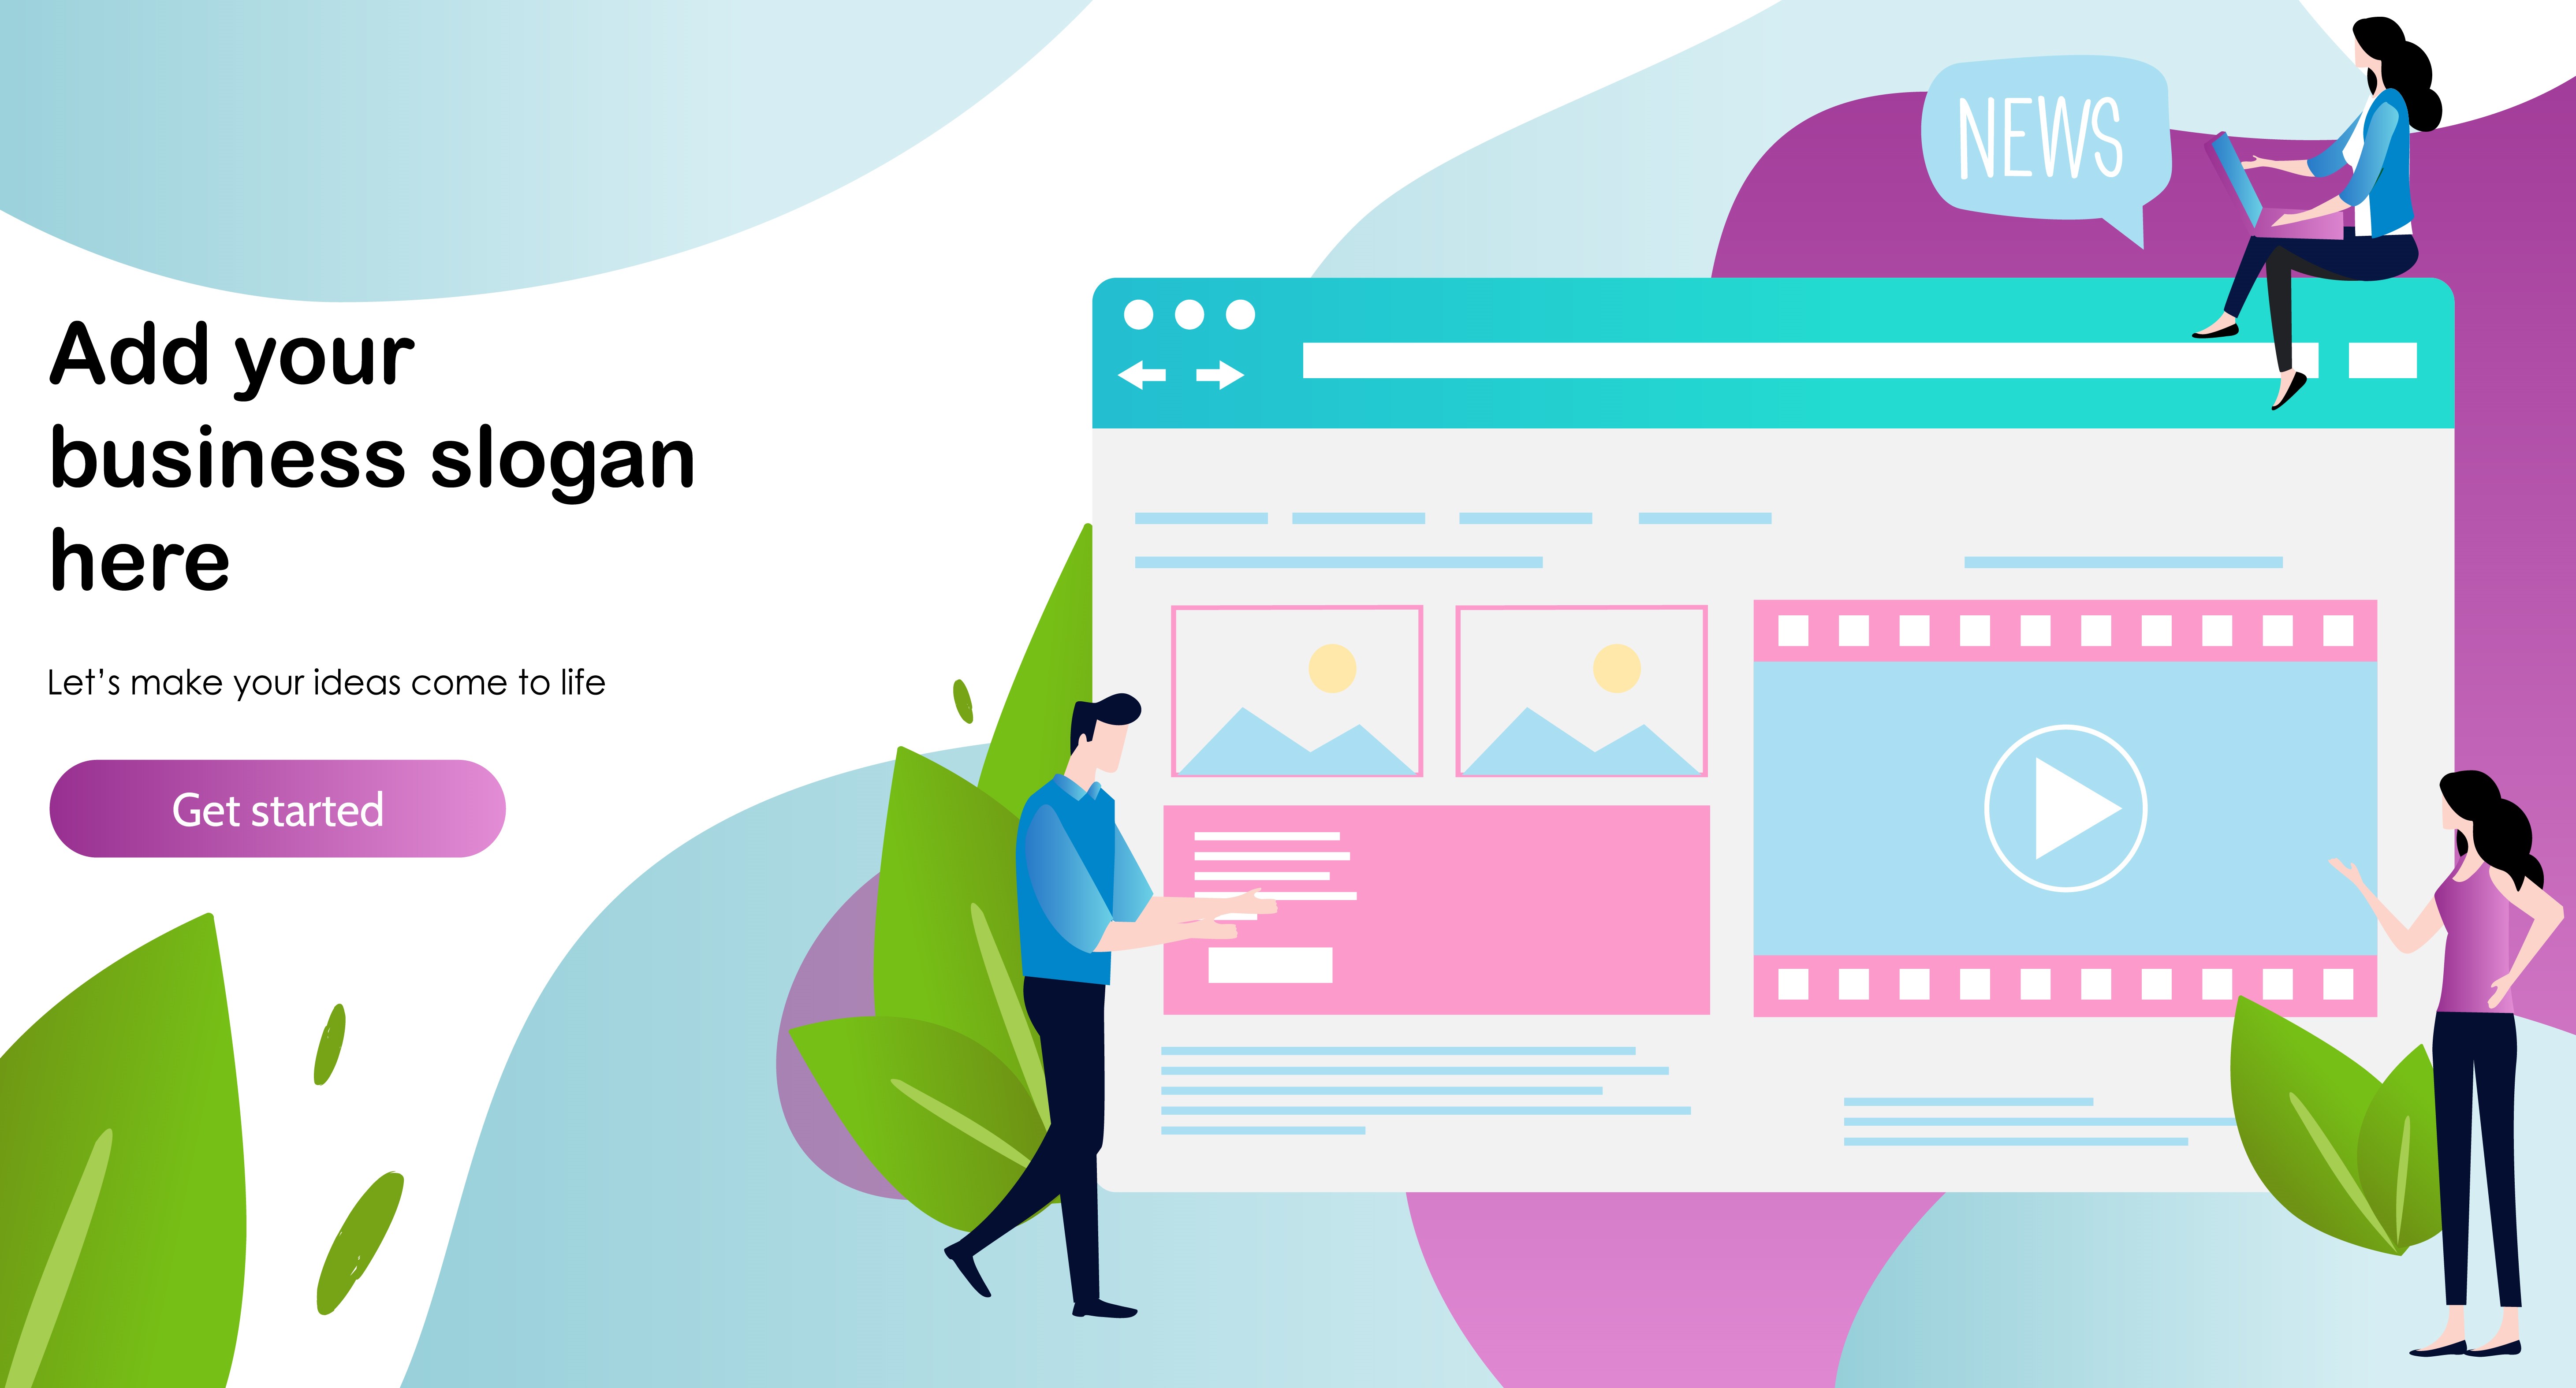 Add your
business slogan
here
Let's make your ideas come to life
Get started
NEWS